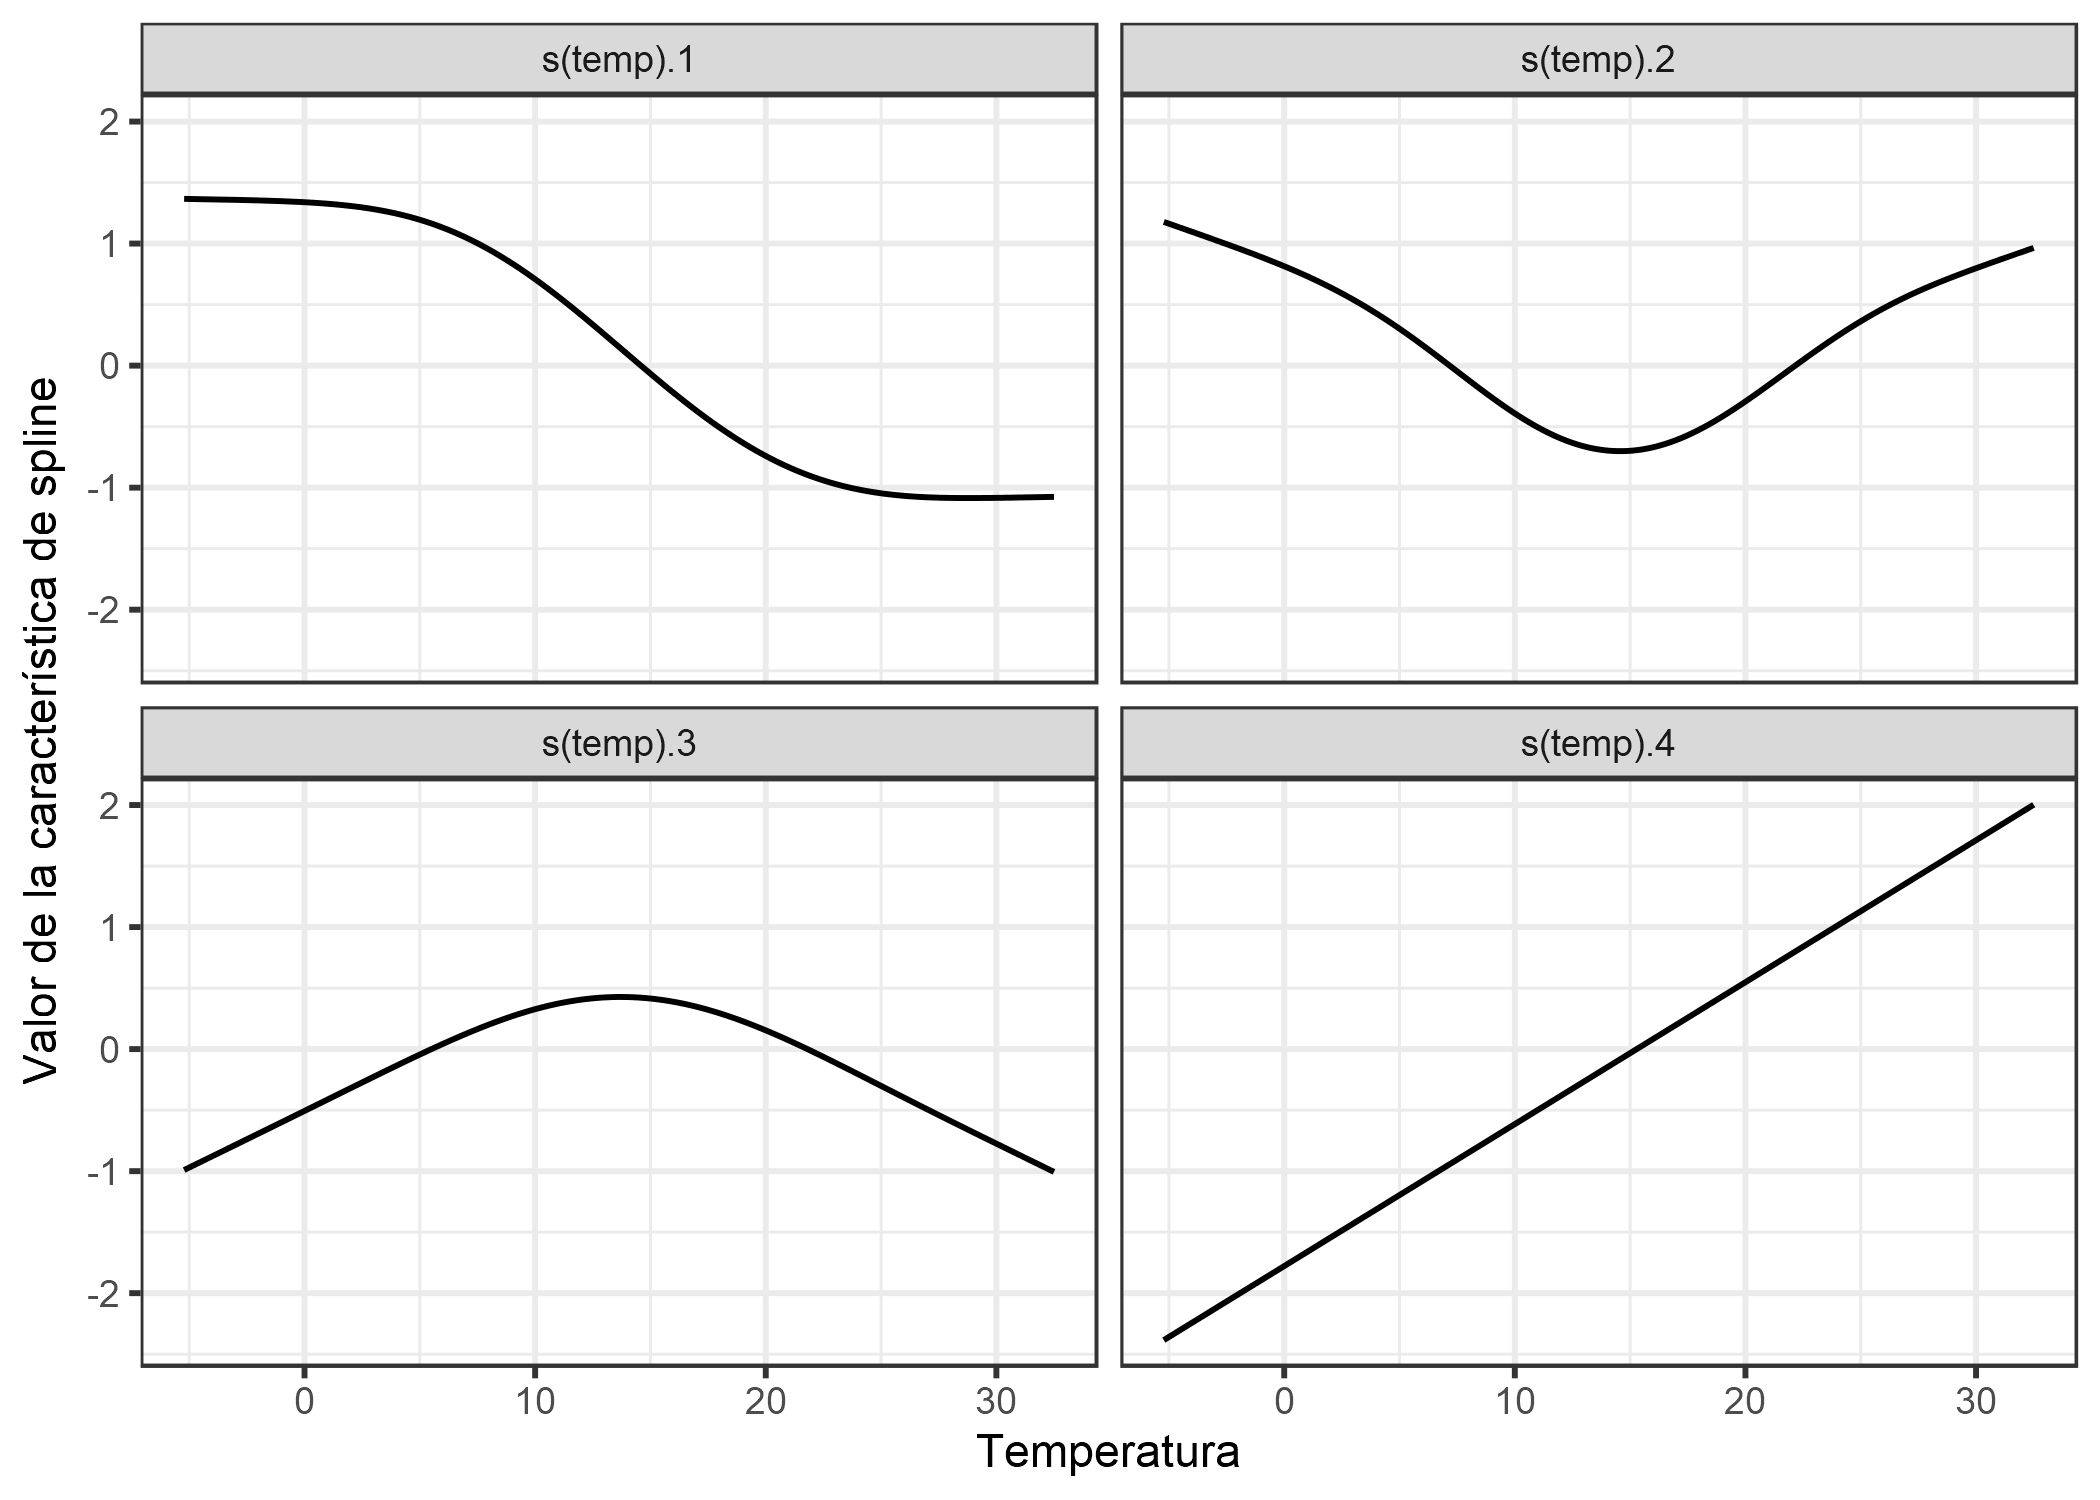 s(temp).1
s(temp).2
2
1
0
-1
-2
s(temp).3
s(temp).4
2
1
0
-1
-2
0 10 20 30
0 10 20 30
Temperatura
Valor de la característica de spline